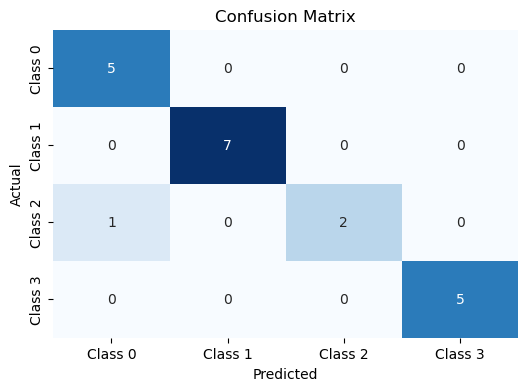 Confusion Matrix
Actual
Class 0
5 0 0 0
Class 1
0 7 0 0
Class 2
1 0 2 0
Class 3
0 0 0 5
Class 0 Class 1 Class 2 Class 3
Predicted